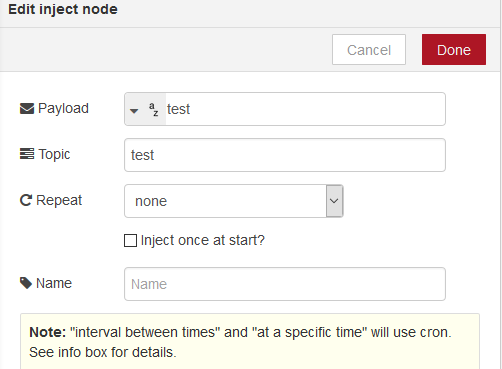 Edit inject node
Cancel Done
Payload az test
Topic test
Repeat none
Inject once at start?
Name Name
Note: "interval between times" and "at a specific time" will use cron.
See info box for details.